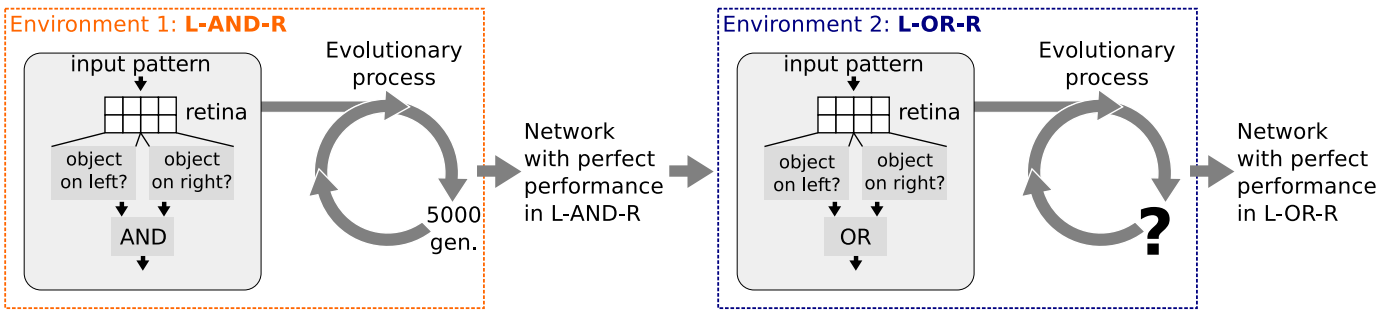 Environment 1: L-AND-R
input pattern
retina
object
on left?
object
on right?
AND
Evolutionary
process
5000
gen.
Network
with perfect
performance
in L-AND-R
Environment 2: L-OR-R
input pattern
retina
object
on left?
object
on right?
OR
Evolutionary
process
?
Network
with perfect
performance
in L-OR-R